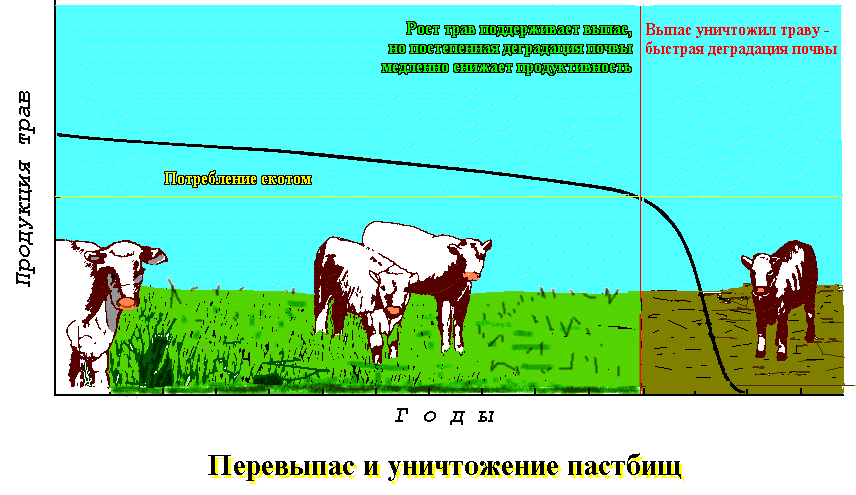 Рост трав поддерживает выпас,
но постепенная деградация почвы
медленно снижает продуктивность
Выпас уничтожил траву -
быстрая деградация почвы
Потребление скотом
Продукция трав
Годы
Перевыпас и уничтожение пастбищ